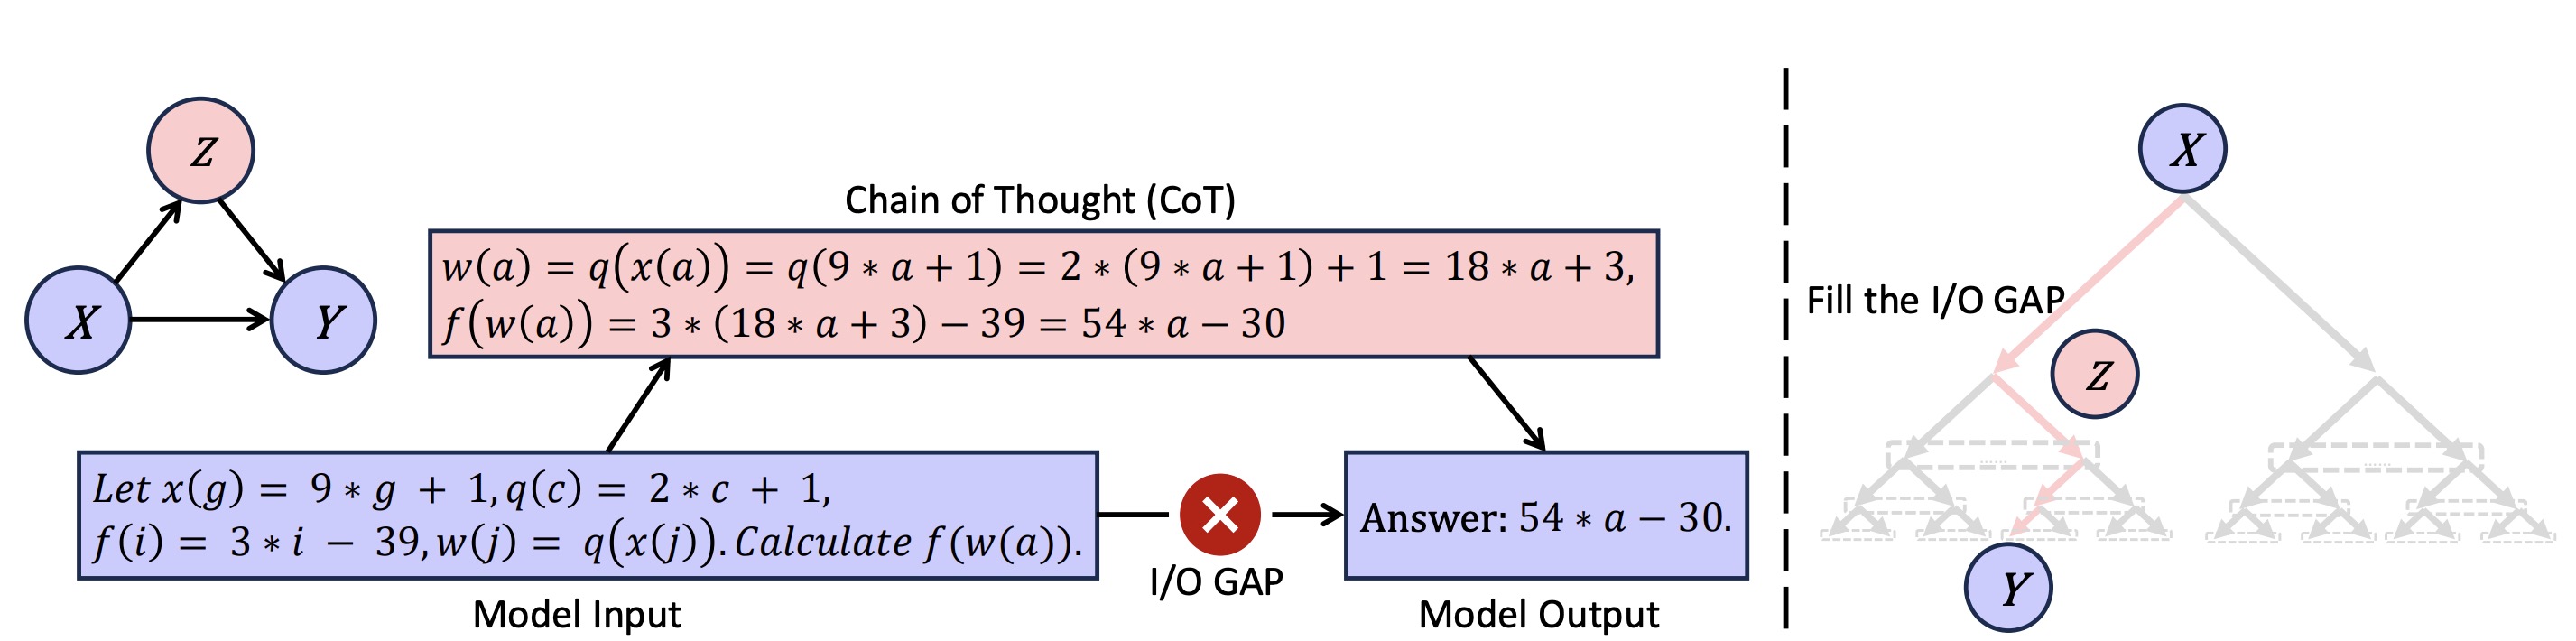 Z
X
Y
Chain of Thought (CoT)
w(a) = q(x(a)) = q(9 ∗ a + 1) = 2 ∗ (9 ∗ a + 1) + 1 = 18 ∗ a + 3,
f(w(a)) = 3 ∗ (18 ∗ a + 3) − 39 = 54 ∗ a − 30
Let x(g) = 9 ∗ g + 1, q(c) = 2 ∗ c + 1,
f(i) = 3 ∗ i − 39, w(j) = q(x(j)). Calculate f(w(a)).
Model Input
I/O GAP
Answer: 54 ∗ a − 30.
Model Output
X
Fill the I/O GAP
Z
......
......
Y